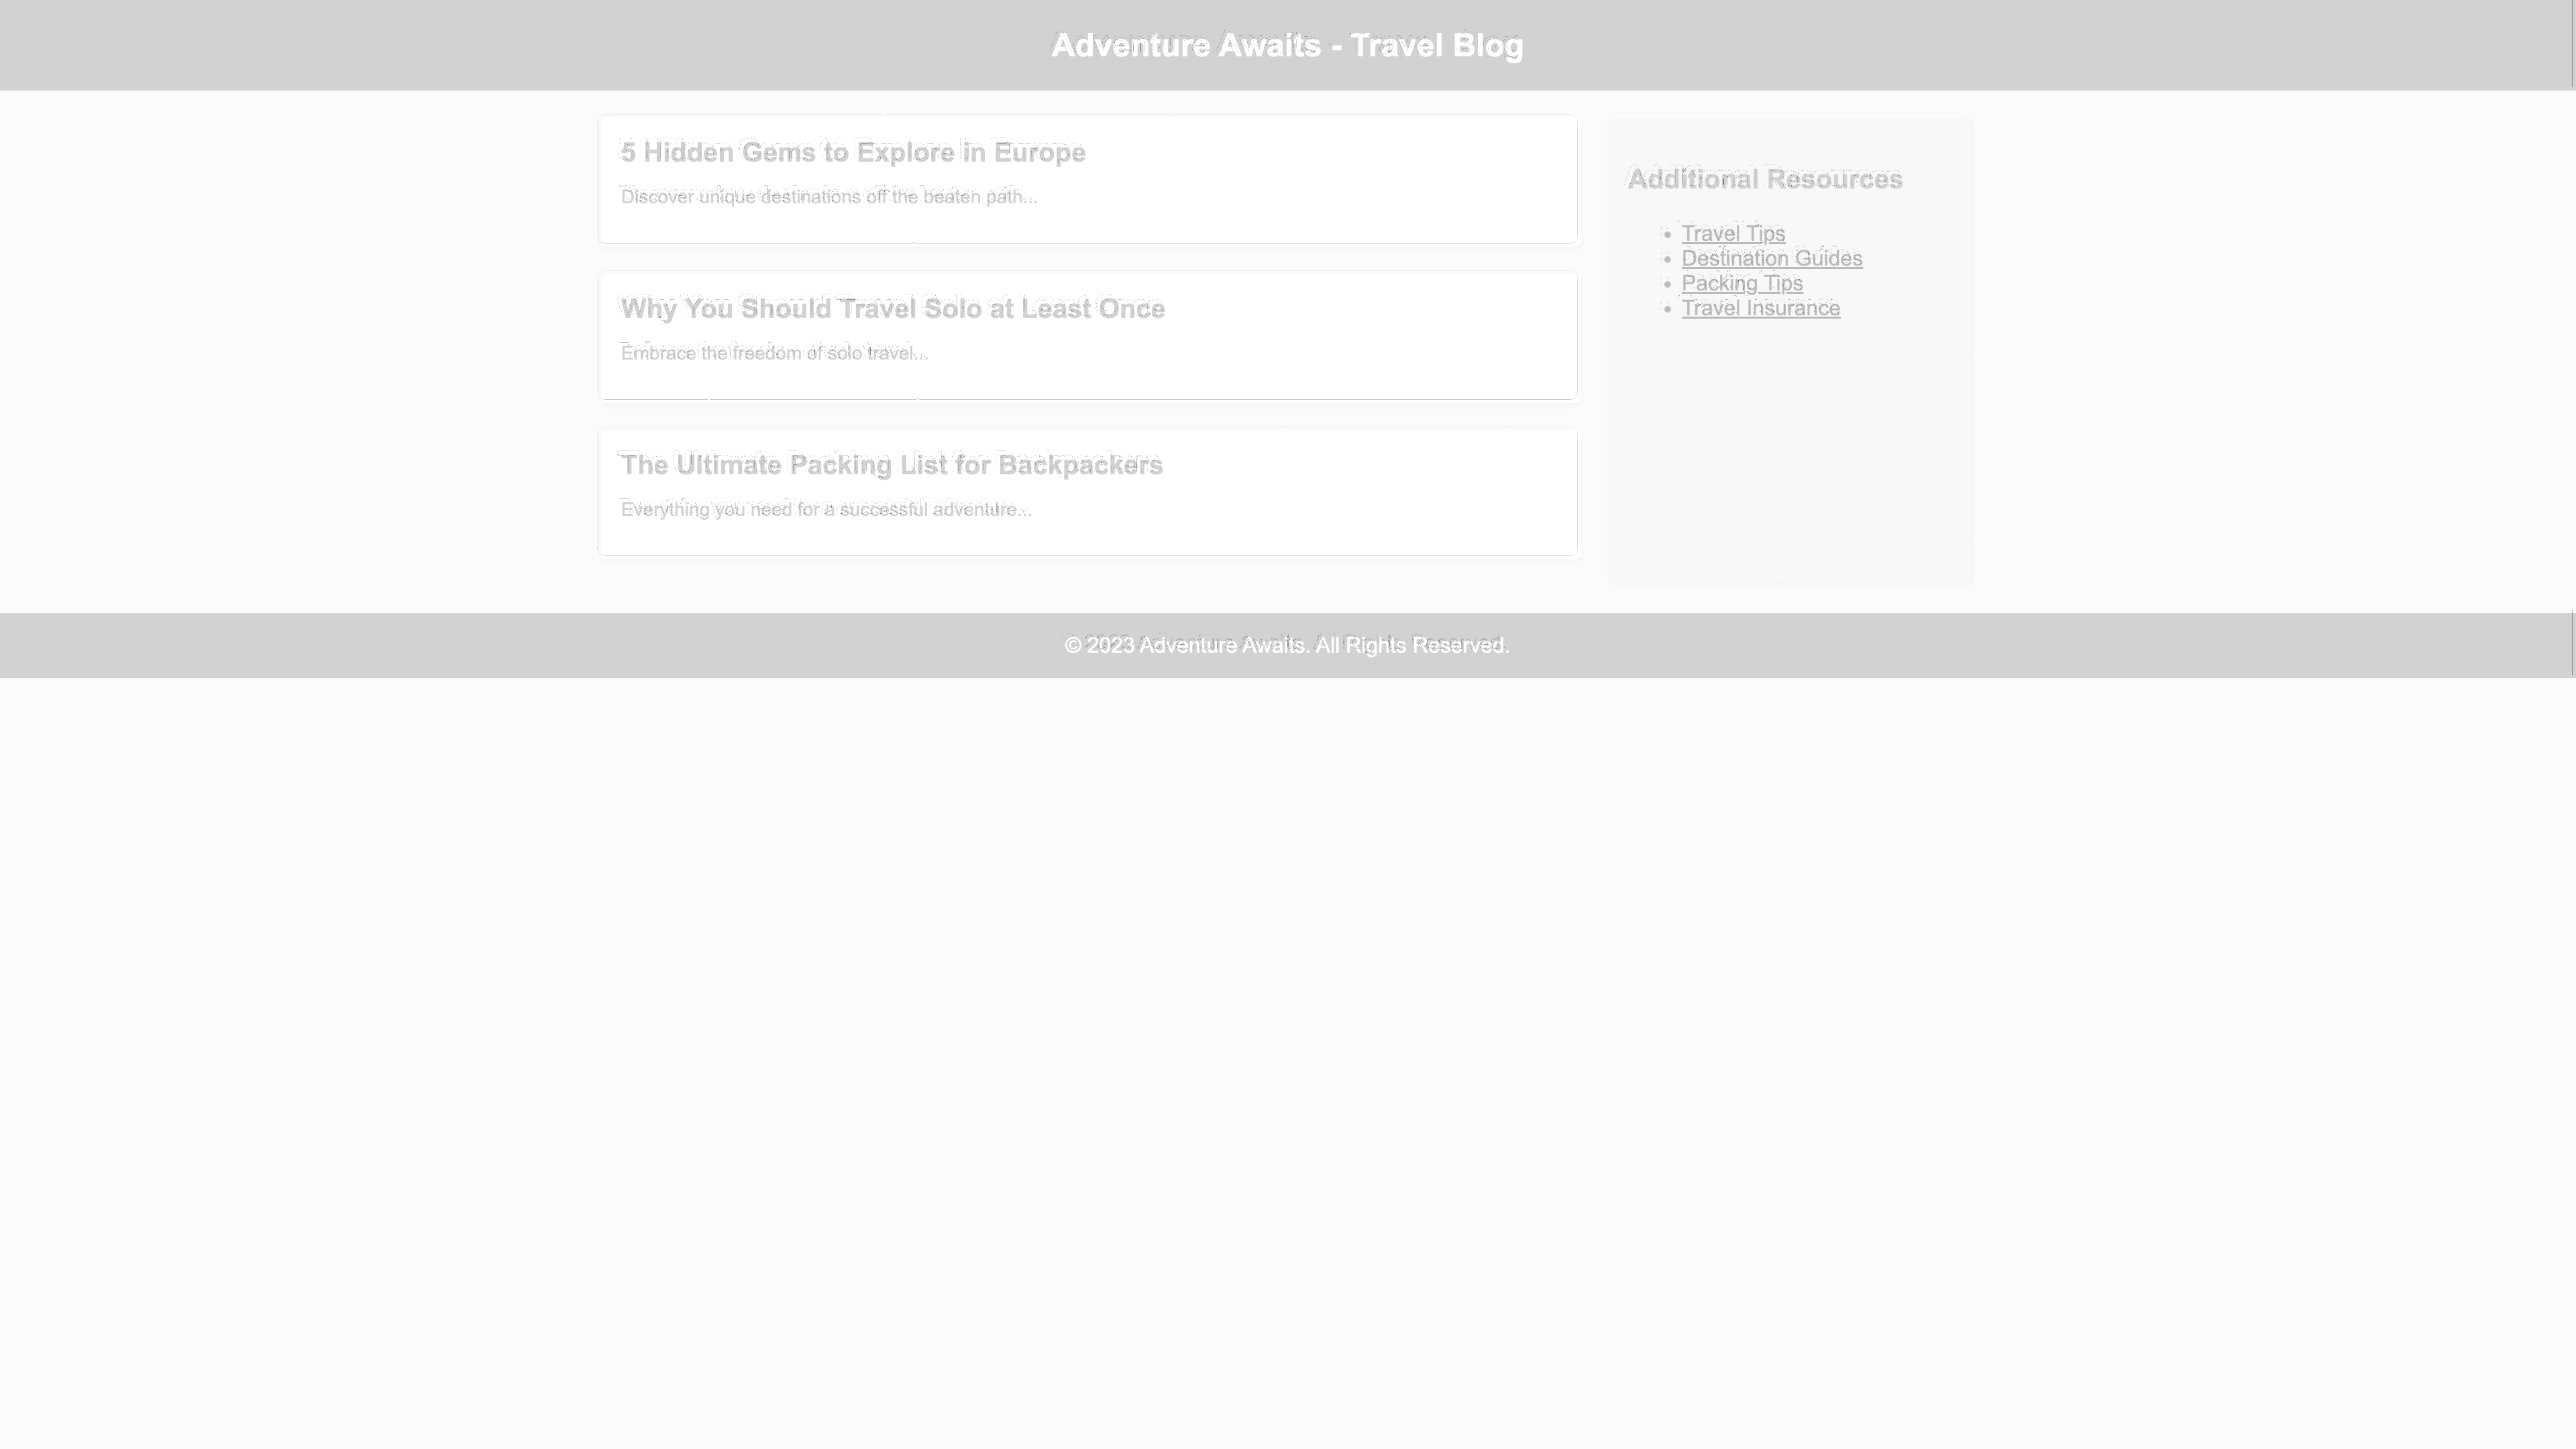 Adventure Awaits - Travel Blog
5 Hidden Gems to Explore in Europe
Discover unique destinations off the beaten path...
Why You Should Travel Solo at Least Once
Embrace the freedom of solo travel...
The Ultimate Packing List for Backpackers
Everything you need for a successful adventure...
Additional Resources
Travel Tips
Destination Guides
Packing Tips
Travel Insurance
© 2023 Adventure Awaits. All Rights Reserved.